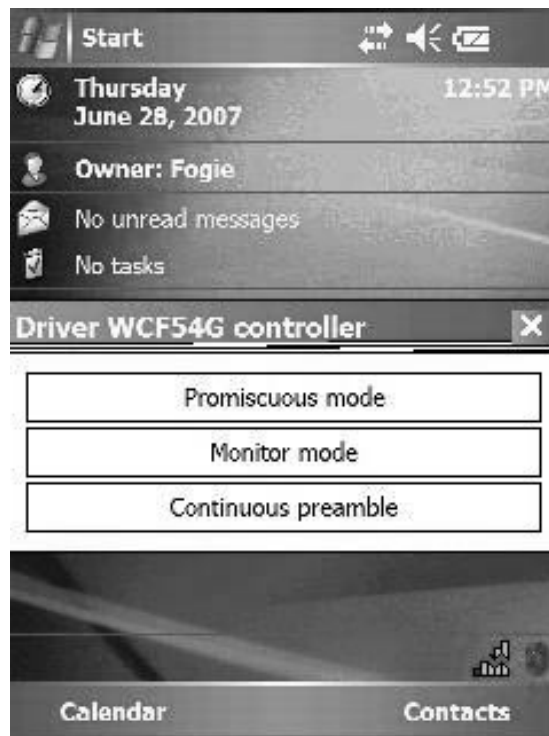 Start
Thursday 12:52 PM
June 28, 2007
Owner: Fogie
No unread messages
No tasks
Driver WCF54G controller
Promiscuous mode
Monitor mode
Continuous preamble
Calendar Contacts